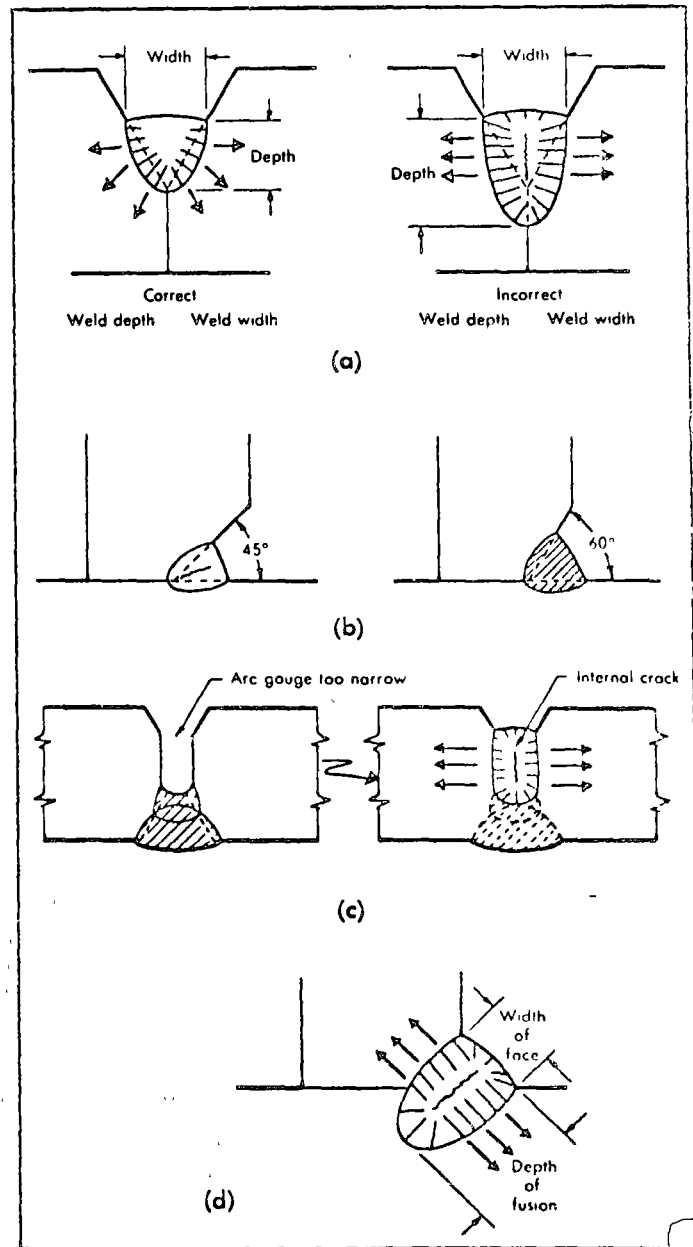 Width
Width
Depth
Depth
Correct
Incorrect
Weld depth Weld width
Weld depth Weld width
(a)
45°
60°
(b)
Arc gouge too narrow
Internal crack
(c)
Width
of
face
Depth
of
fusion
(d)